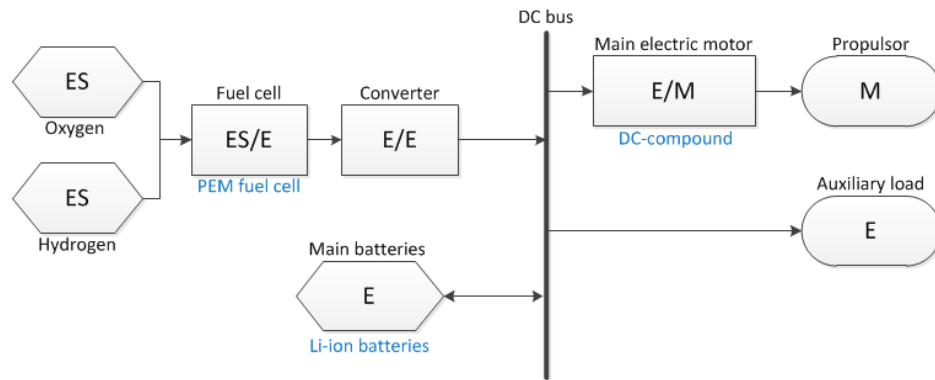 DC bus
Main electric motor
Propulsor
ES
Oxygen
Fuel cell
Converter
E/M
M
ES/E
E/E
DC-compound
PEM fuel cell
ES
Hydrogen
Auxiliary load
E
Main batteries
E
Li-ion batteries